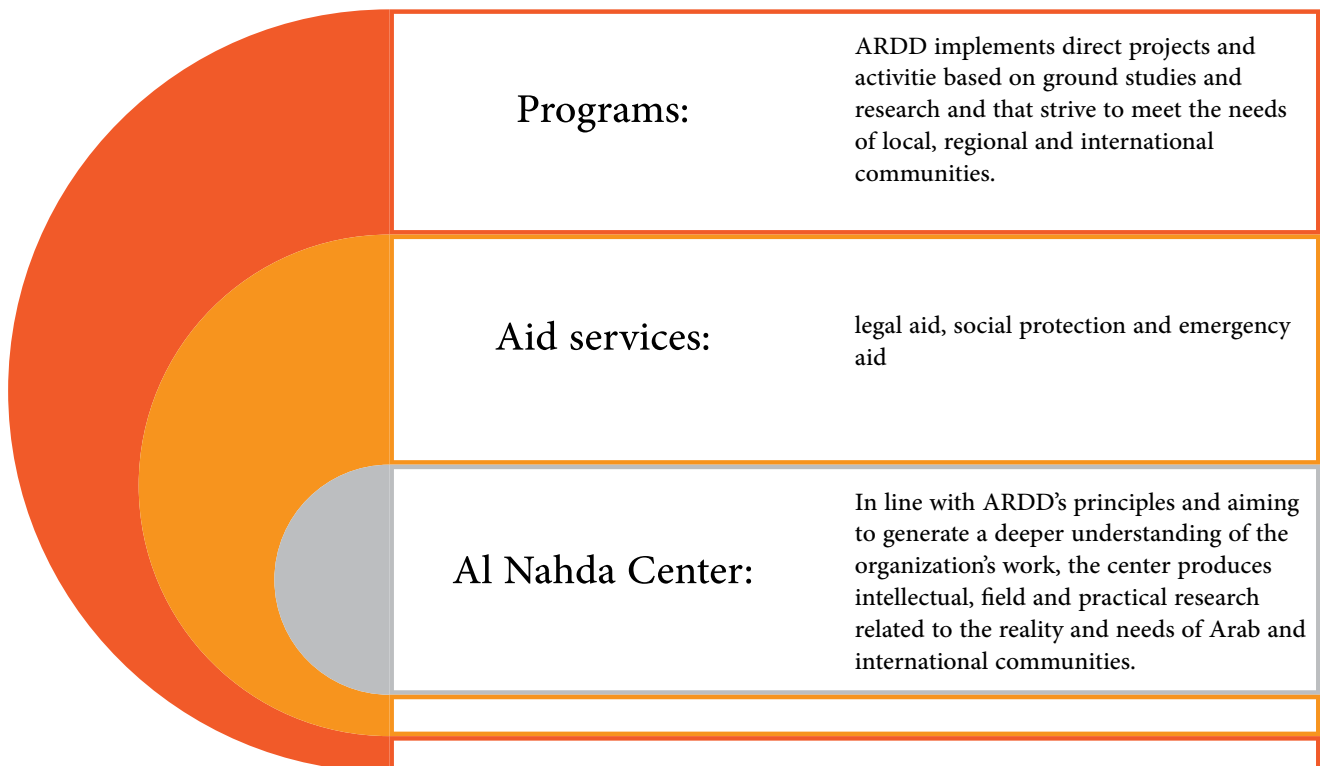 Programs:
ARDD implements direct projects and
activitie based on ground studies and
research and that strive to meet the needs
of local, regional and international
communities.
Aid services:
legal aid, social protection and emergency
aid
Al Nahda Center:
In line with ARDD’s principles and aiming
to generate a deeper understanding of the
organization’s work, the center produces
intellectual, field and practical research
related to the reality and needs of Arab and
international communities.